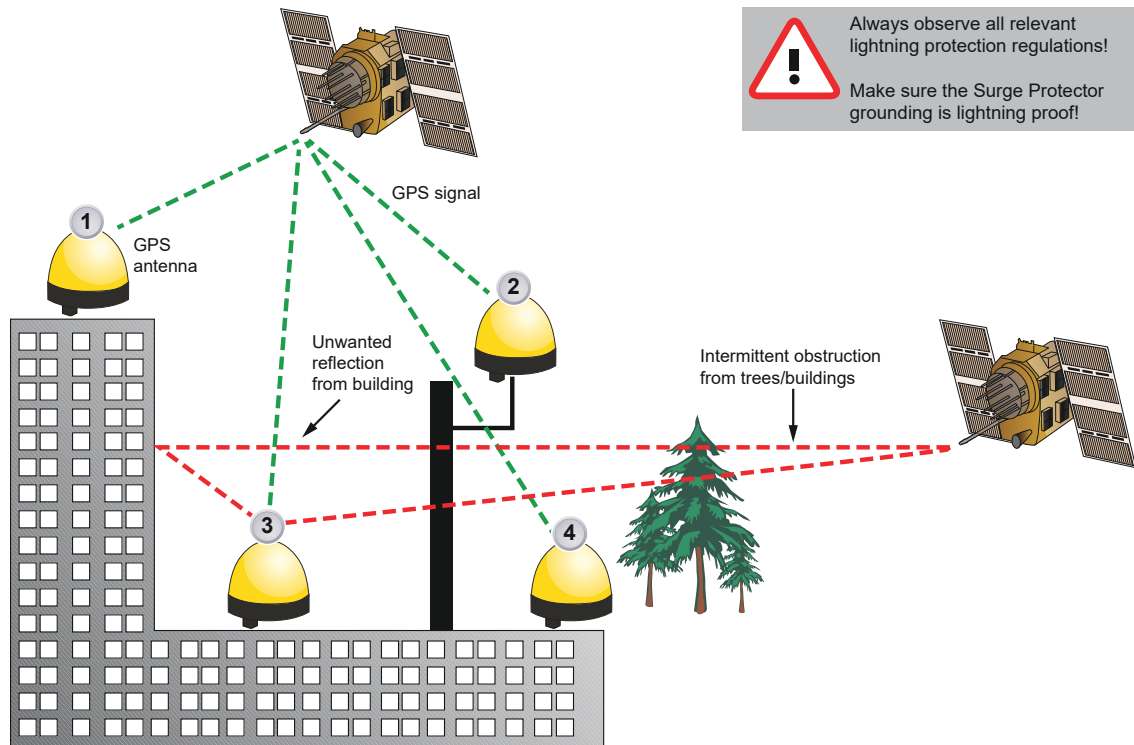 Always observe all relevant
lightning protection regulations!
Make sure the Surge Protector
grounding is lightning proof!
GPS signal
1
GPS
antenna
2
Unwanted
reflection
from building
Intermittent obstruction
from trees/buildings
3
4